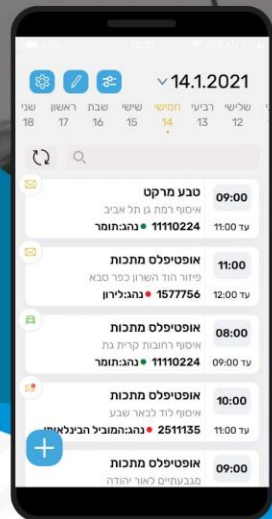 14.1.2021
שלישי רביעי חמישי שישי שבת ראשון שני
12 13 14 15 16 17 18
טבע מרקט
09:00
איסוף רמת גן תל אביב
11110224 נהג:תומר
עד 11:00
אופטיפלס מתכות
11:00
פיזור הוד השרון כפר סבא
1577756 נהג:לירון
עד 12:00
אופטיפלס מתכות
08:00
איסוף רחובות קרית גת
11110224 נהג:תומר
עד 09:00
אופטיפלס מתכות
10:00
איסוף לוד לבאר שבע
2511135 נהג:המוביל הבינלאומי
עד 11:00
אופטיפלס מתכות
09:00
מגבעתיים לאור יהודה